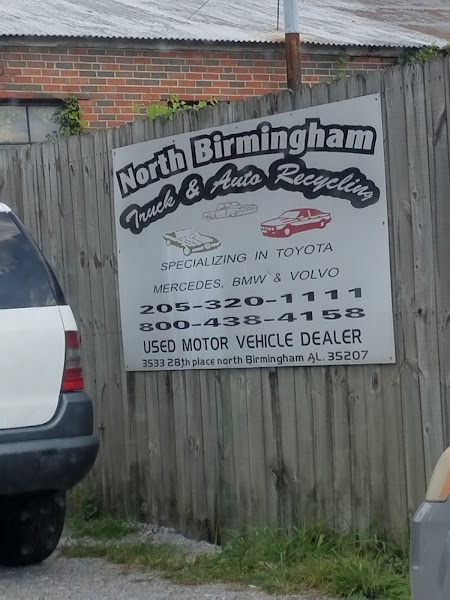 North Birmingham
Truck & Auto Recycling
SPECIALIZING IN TOYOTA
MERCEDES, BMW & VOLVO
205-320-1111
800-438-4158
USED MOTOR VEHICLE DEALER
3533 28th place north Birmingham AL. 35207